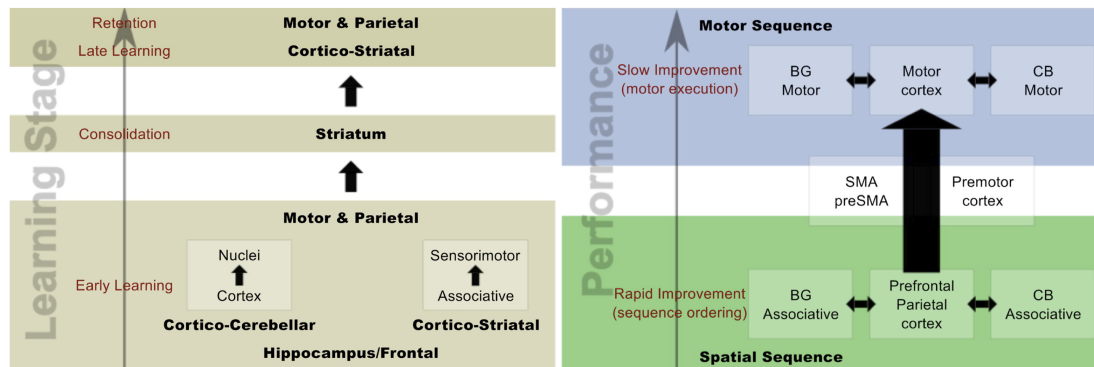 Learning Stage
Retention
Motor & Parietal
Late Learning
Cortico-Striatal
Consolidation
Striatum
Motor & Parietal
Nuclei
Sensorimotor
Early Learning
Cortex
Associative
Cortico-Cerebellar
Cortico-Striatal
Hippocampus/Frontal
Performance
Motor Sequence
Slow Improvement
(motor execution)
BG
Motor
Motor
cortex
CB
Motor
SMA
preSMA
Premotor
cortex
Rapid Improvement
(sequence ordering)
BG
Associative
Prefrontal
Parietal
cortex
CB
Associative
Spatial Sequence